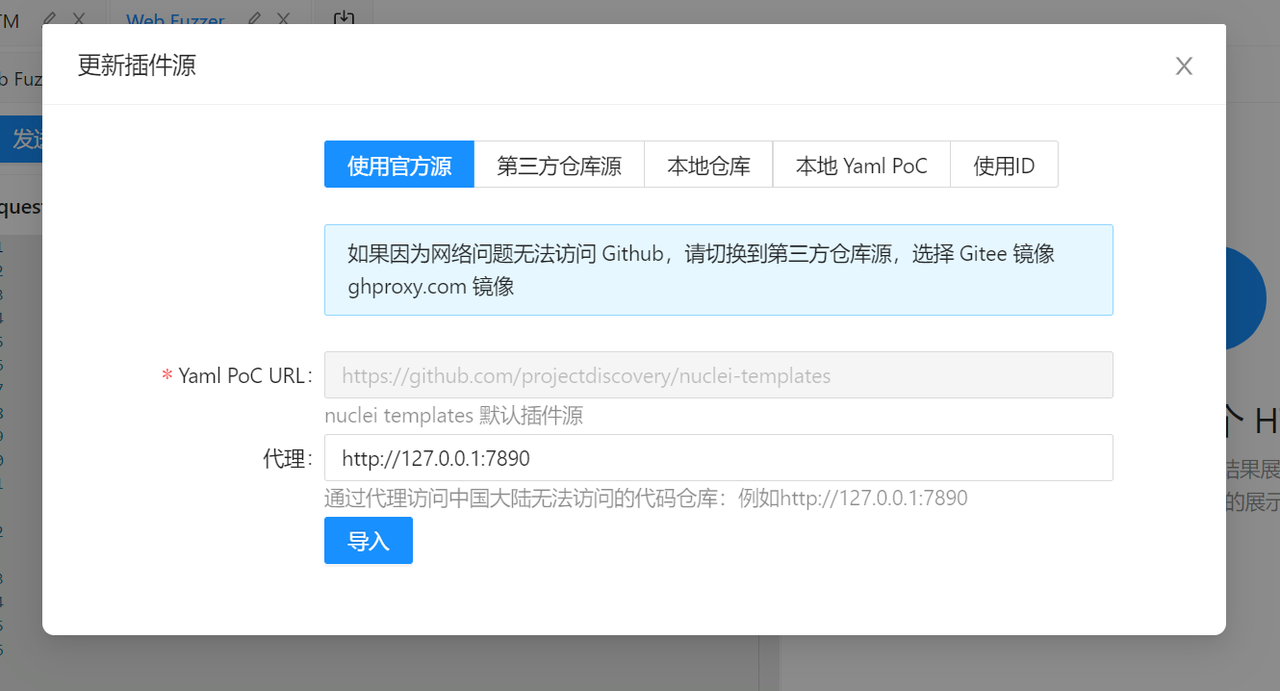 TM
Web Fuzzer
b Fuz
更新插件源
发送
使用官方源
第三方仓库源
本地仓库
本地 Yaml PoC
使用ID
quest
如果因为网络问题无法访问 Github，请切换到第三方仓库源，选择 Gitee 镜像
ghproxy.com 镜像
* Yaml PoC URL:
https://github.com/projectdiscovery/nuclei-templates
nuclei templates 默认插件源
个 H
代理:
http://127.0.0.1:7890
结果展
通过代理访问中国大陆无法访问的代码仓库：例如http://127.0.0.1:7890
的展示
导入